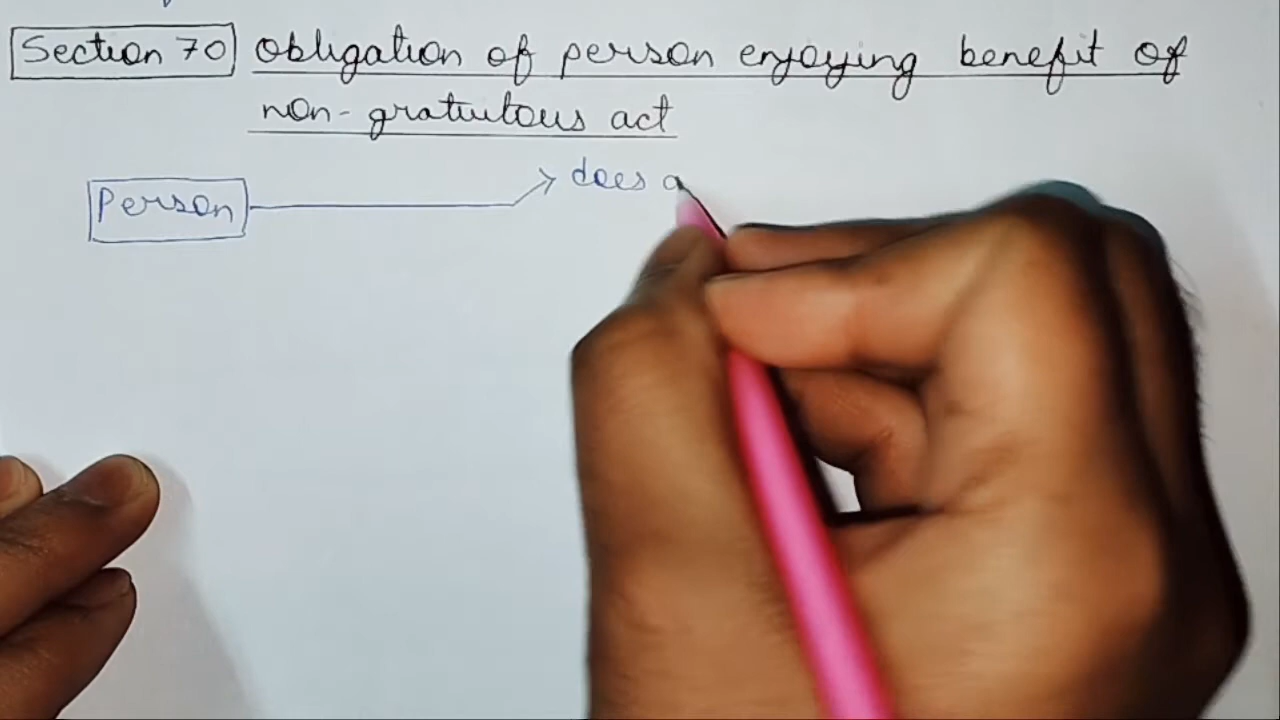 Section 70 obligation of person enjoying benefit of
non-gratuitous act
Person
does a